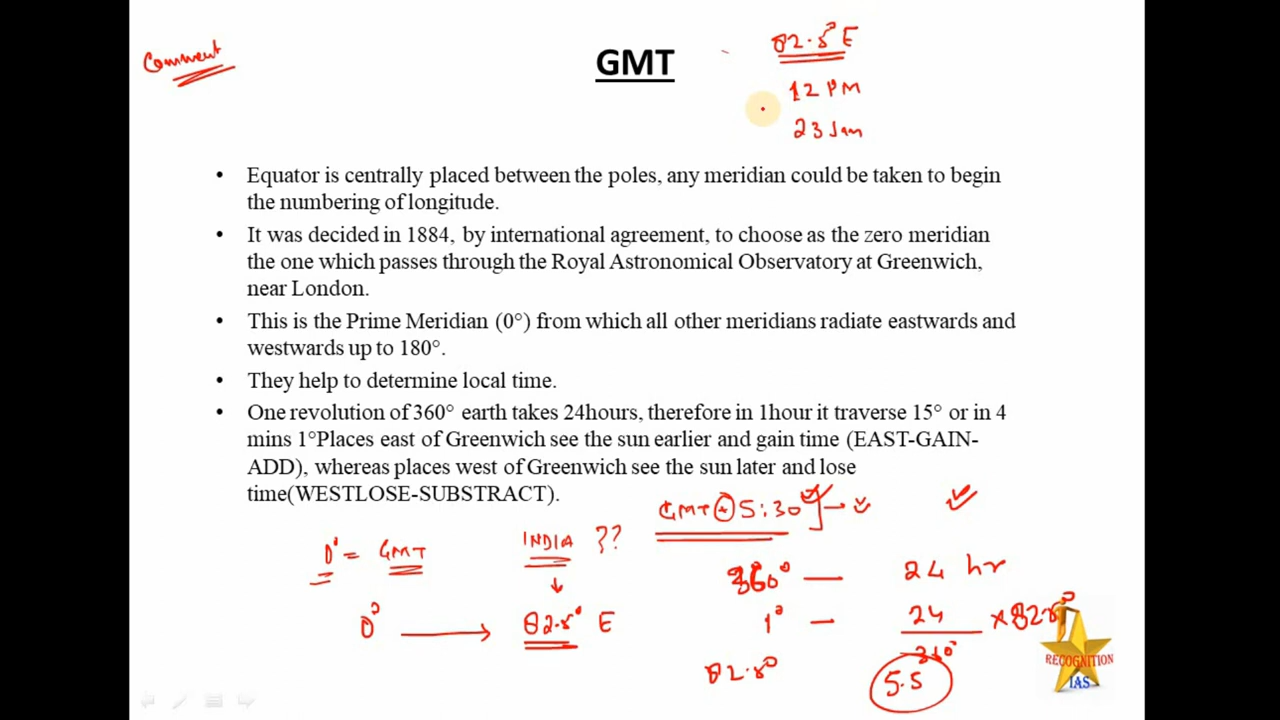 Comment
GMT
82.5° E
12 PM
23 Jan
• Equator is centrally placed between the poles, any meridian could be taken to begin
the numbering of longitude.
• It was decided in 1884, by international agreement, to choose as the zero meridian
the one which passes through the Royal Astronomical Observatory at Greenwich,
near London.
• This is the Prime Meridian (0°) from which all other meridians radiate eastwards and
westwards up to 180°.
• They help to determine local time.
• One revolution of 360° earth takes 24hours, therefore in 1hour it traverse 15° or in 4
mins 1°Places east of Greenwich see the sun earlier and gain time (EAST-GAIN-
ADD), whereas places west of Greenwich see the sun later and lose
time(WESTLOSE-SUBSTRACT).
GMT + 5:30
0° = GMT
INDIA ??
0° → 82.5° E
360° — 24 hr
1° — 24/360° × 82.5°
82.5°
5.5
RECOGNITION
IAS